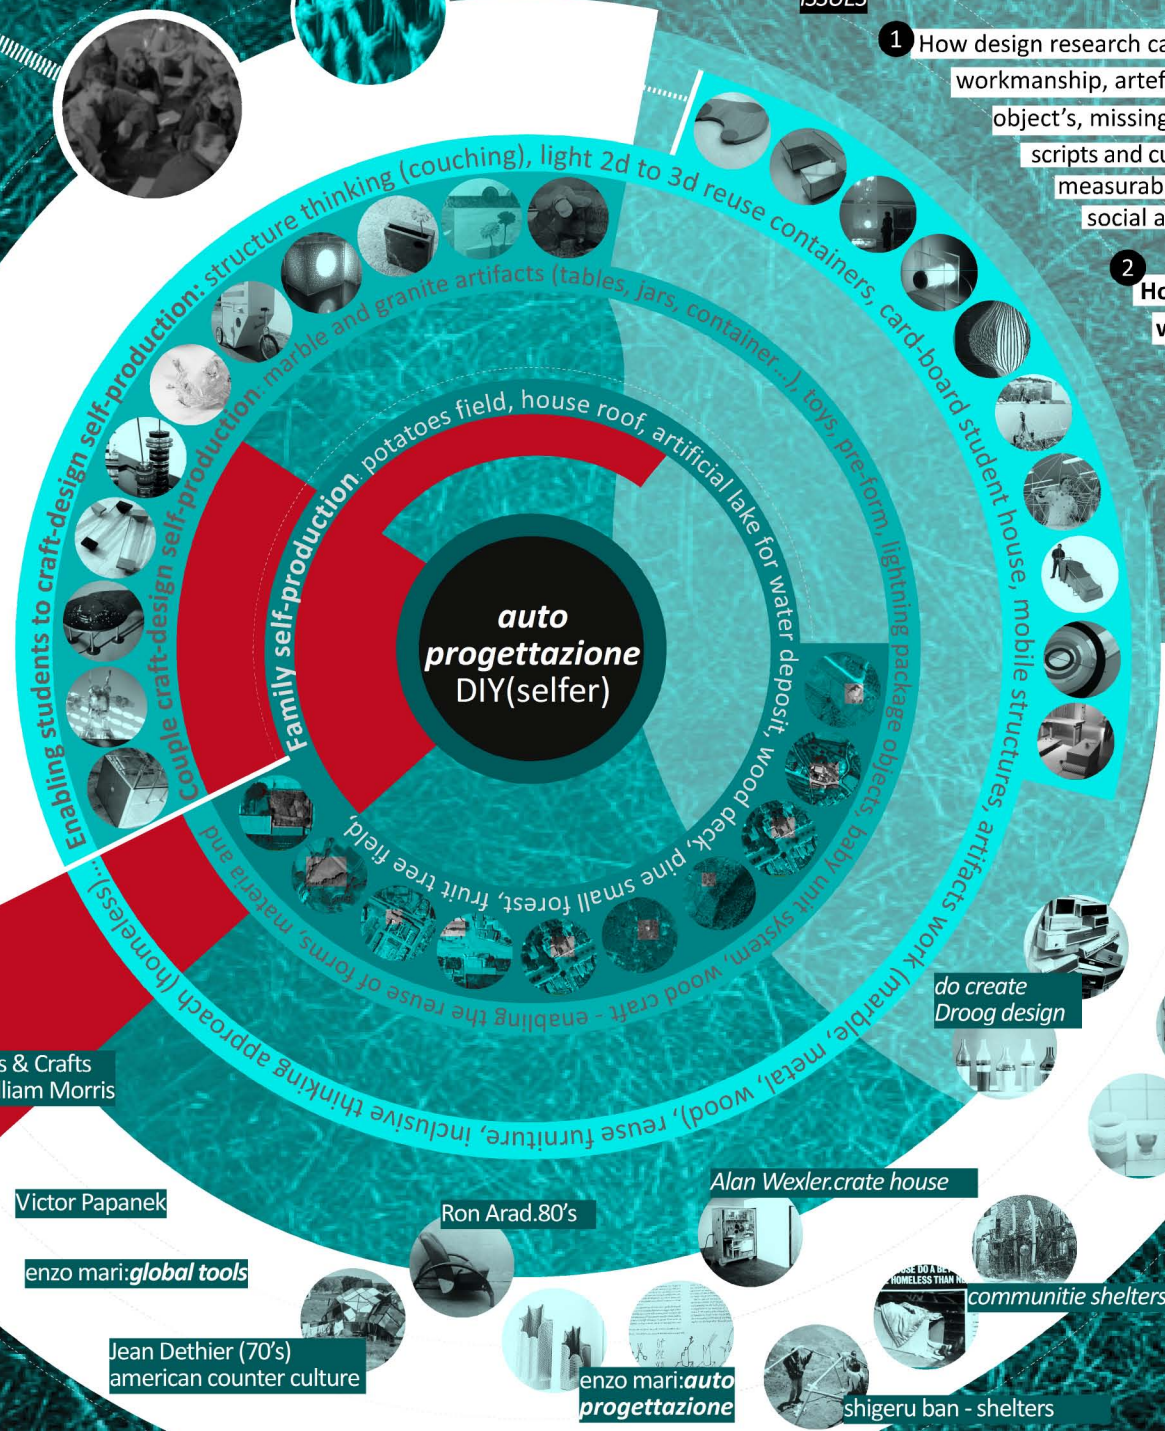 ISSUES
1 How design research ca
workmanship, artef
object's, missing
scripts and cu
measurab
social a
2
Ho
w
Enabling students to craft-design self-production: structure thinking (couching), light 2d to 3d reuse containers, card-board student house, mobile structures, artifacts work (marble, metal, wood), reuse furniture, inclusive thinking approach (homeless)...
Couple craft-design self-production: marble and granite artifacts (tables, jars, container...), toys, pre-form, lightning package objects, baby unit system, wood craft - enabling the reuse of forms, materia and
Family self-production: potatoes field, house roof, artificial lake for water deposit, wood deck, pine small forest, fruit tree field,
auto
progettazione
DIY(selfer)
do create
Droog design
s & Crafts
lliam Morris
Victor Papanek
Alan Wexler.crate house
Ron Arad.80's
enzo mari:global tools
HOMELESS THAN
communitie shelters
Jean Dethier (70's)
american counter culture
enzo mari:auto
progettazione
shigeru ban - shelters